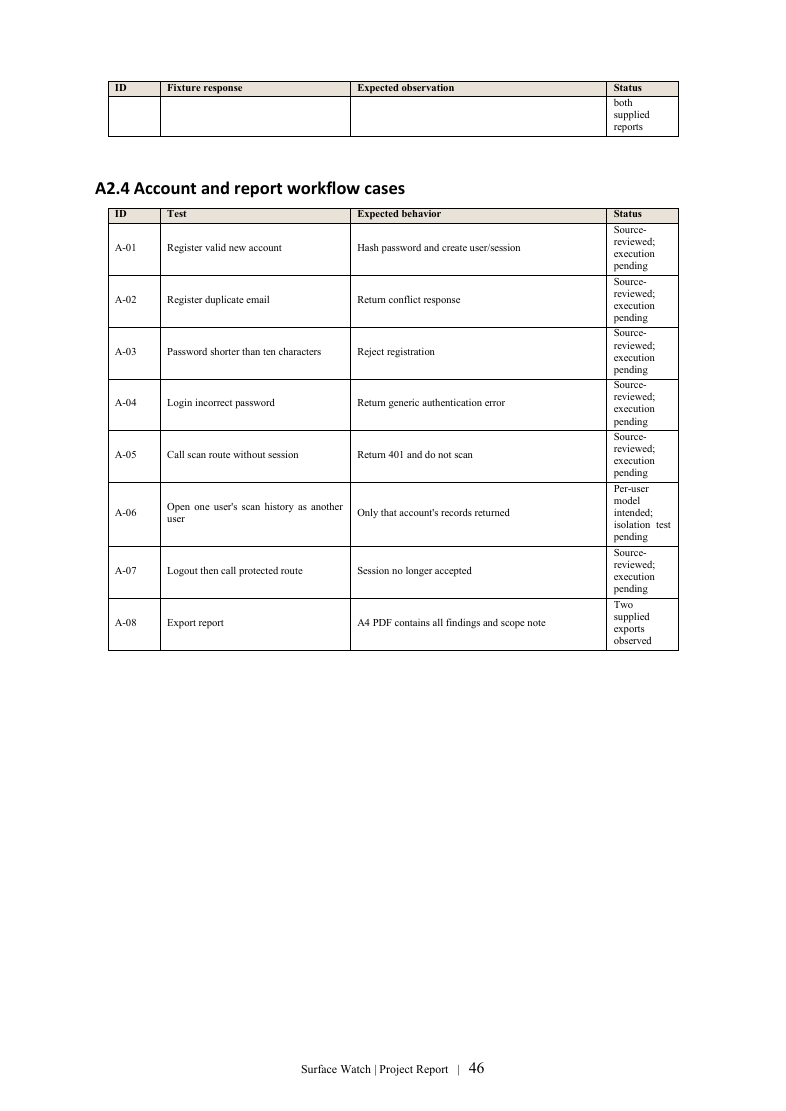 ID Fixture response Expected observation Status
both
supplied
reports
A2.4 Account and report workflow cases
ID Test Expected behavior Status
A-01 Register valid new account Hash password and create user/session Source-
reviewed;
execution
pending
A-02 Register duplicate email Return conflict response Source-
reviewed;
execution
pending
A-03 Password shorter than ten characters Reject registration Source-
reviewed;
execution
pending
A-04 Login incorrect password Return generic authentication error Source-
reviewed;
execution
pending
A-05 Call scan route without session Return 401 and do not scan Source-
reviewed;
execution
pending
A-06 Open one user's scan history as another
user Only that account's records returned Per-user
model
intended;
isolation test
pending
A-07 Logout then call protected route Session no longer accepted Source-
reviewed;
execution
pending
A-08 Export report A4 PDF contains all findings and scope note Two
supplied
exports
observed
Surface Watch | Project Report | 46